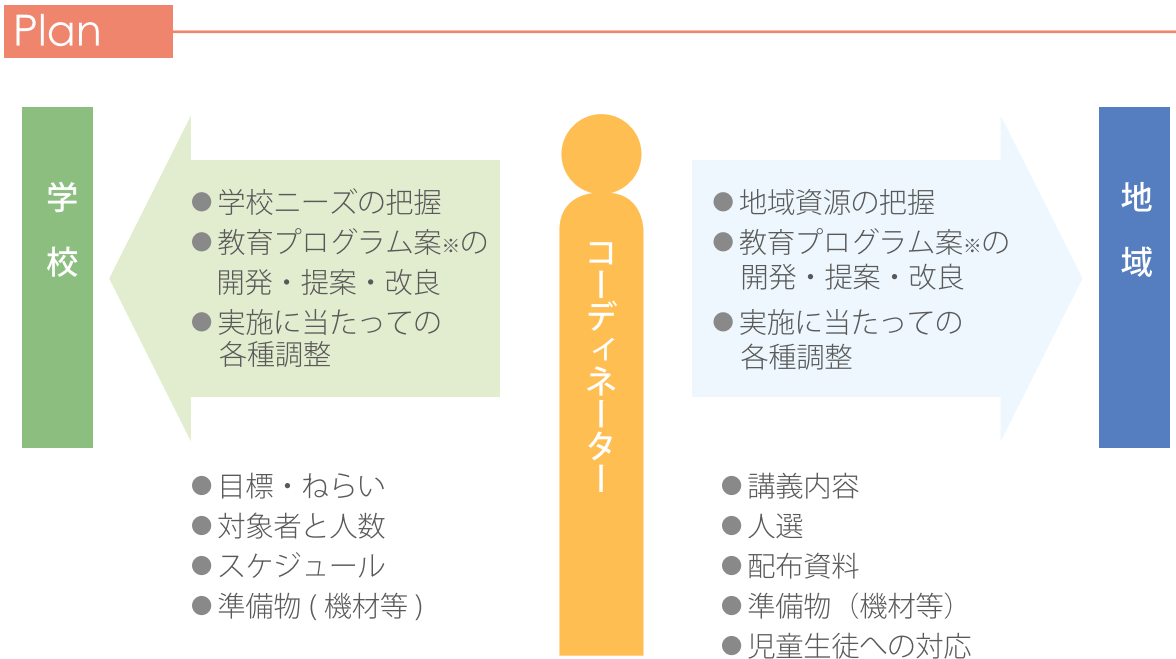 Plan
学校
● 学校ニーズの把握
● 教育プログラム案※の
開発・提案・改良
● 実施に当たっての
各種調整
● 目標・ねらい
● 対象者と人数
● スケジュール
● 準備物 ( 機材等 )
コーディネーター
● 地域資源の把握
● 教育プログラム案※の
開発・提案・改良
● 実施に当たっての
各種調整
● 講義内容
● 人選
● 配布資料
● 準備物（機材等）
● 児童生徒への対応
地域